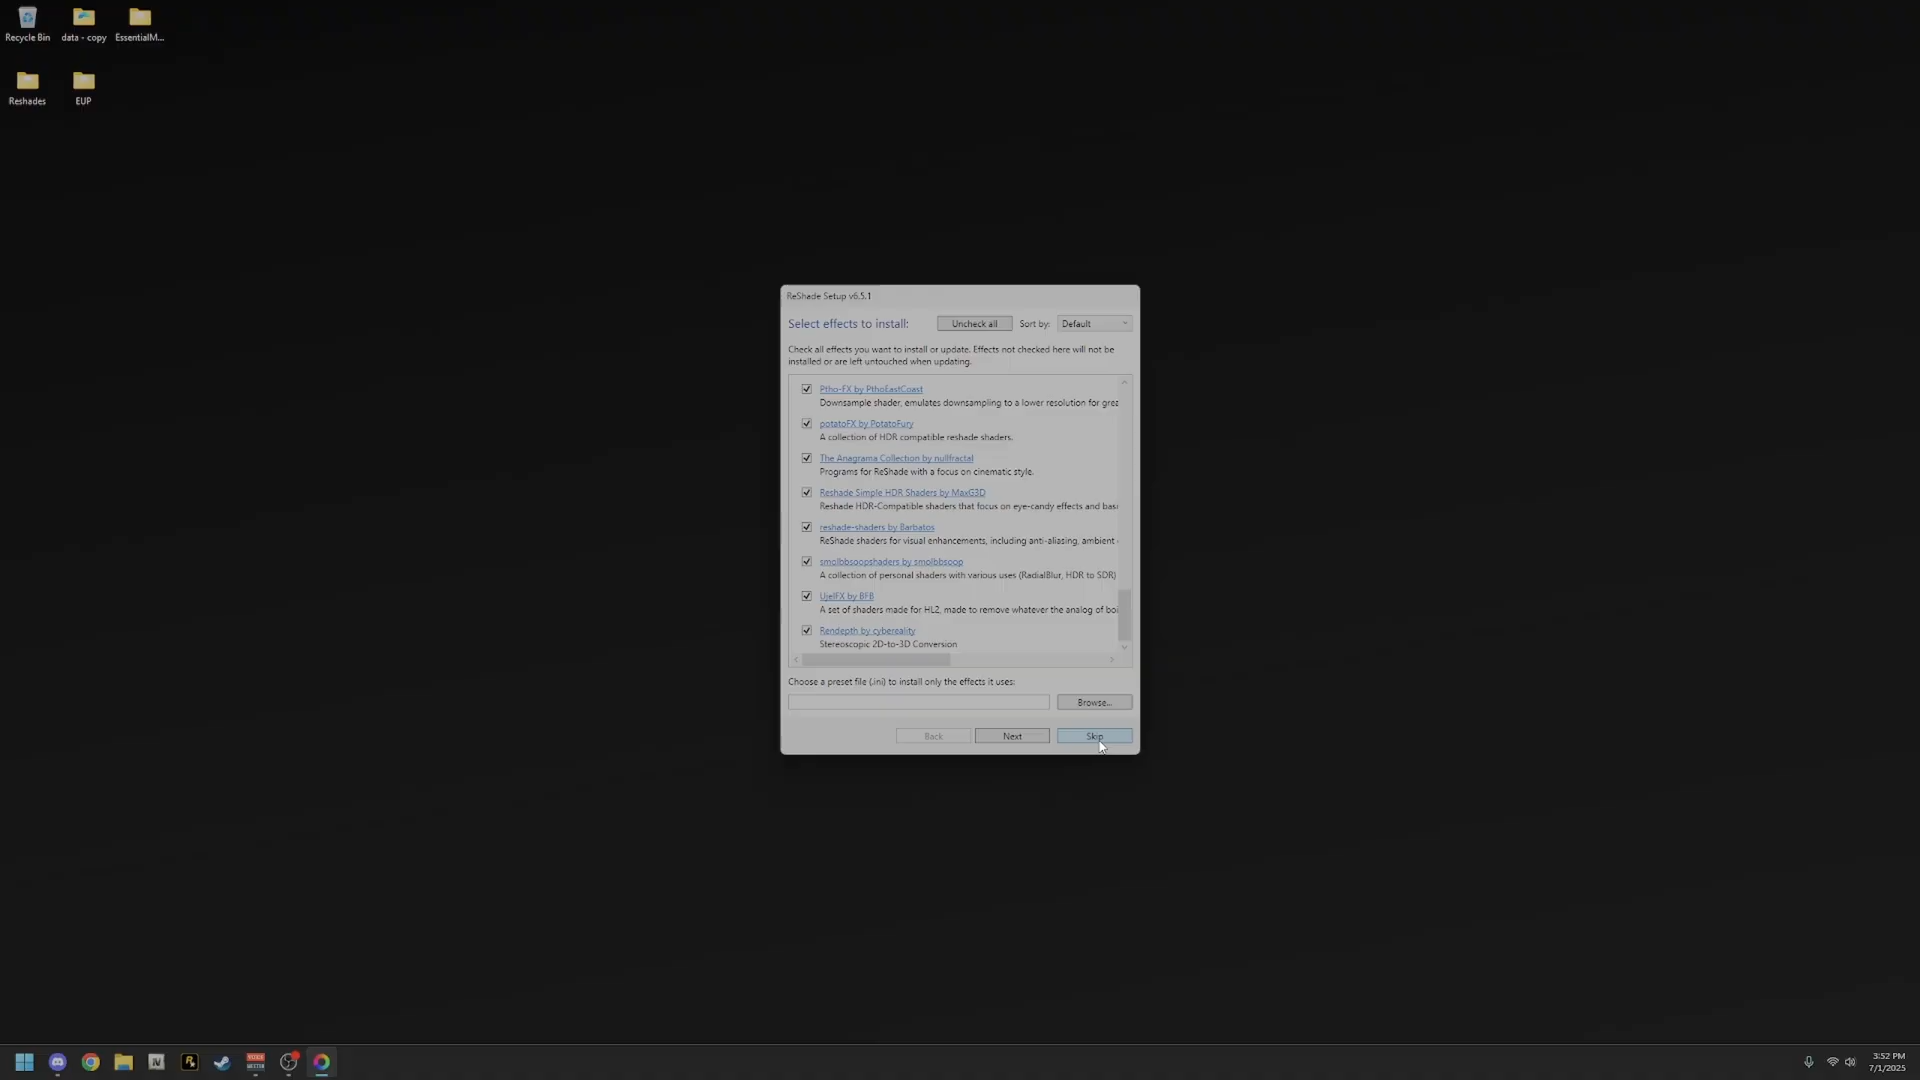 Recycle Bin
data - copy
EssentialM...
Reshades
EUP
ReShade Setup v6.5.1
Select effects to install:
Uncheck all
Sort by:
Default
Check all effects you want to install or update. Effects not checked here will not be
installed or are left untouched when updating.
Ptho-FX by PthoEastCoast
Downsample shader, emulates downsampling to a lower resolution for grea
potatoFX by PotatoFury
A collection of HDR compatible reshade shaders.
The Anagrama Collection by nullfractal
Programs for ReShade with a focus on cinematic style.
Reshade Simple HDR Shaders by MaxG3D
Reshade HDR-Compatible shaders that focus on eye-candy effects and bas
reshade-shaders by Barbatos
ReShade shaders for visual enhancements, including anti-aliasing, ambient
smolbbsoopshaders by smolbbsoop
A collection of personal shaders with various uses (RadialBlur, HDR to SDR)
UjelFX by BFB
A set of shaders made for HL2, made to remove whatever the analog of boi
Rendepth by cybereality
Stereoscopic 2D-to-3D Conversion
Choose a preset file (.ini) to install only the effects it uses:
Browse...
Back
Next
Skip
IV
R
3:52 PM
7/1/2025